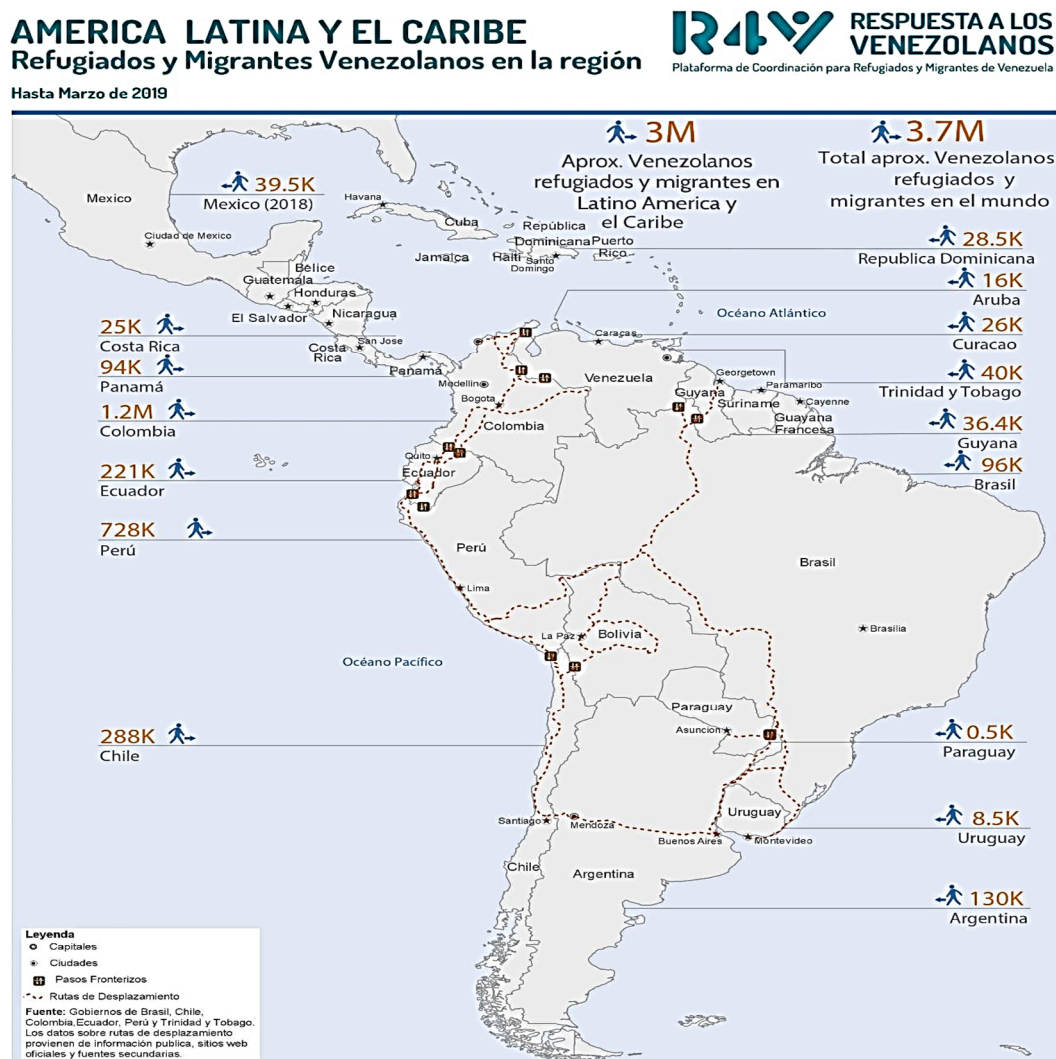 AMERICA LATINA Y EL CARIBE
Refugiados y Migrantes Venezolanos en la región
Hasta Marzo de 2019
R4V
RESPUESTA A LOS
VENEZOLANOS
Plataforma de Coordinación para Refugiados y Migrantes de Venezuela
3M
Aprox. Venezolanos
refugiados y migrantes en
Latino America y
el Caribe
3.7M
Total aprox. Venezolanos
refugiados y
migrantes en el mundo
39.5K
Mexico (2018)
Mexico
Ciudad de Mexico
Havana
Cuba
Jamaica
Haití
República
Dominicana
Santo
Domingo
Puerto
Rico
Belice
Guatemala
Honduras
El Salvador
Nicaragua
Costa
Rica
San Jose
Panamá
28.5K
Republica Dominicana
16K
Aruba
Océano Atlántico
26K
Curacao
40K
Trinidad y Tobago
36.4K
Guyana
96K
Brasil
25K
Costa Rica
94K
Panamá
1.2M
Colombia
221K
Ecuador
728K
Perú
Caracas
Venezuela
Medellin
Bogota
Colombia
Georgetown
Guyana
Paramaribo
Suriname
Cayenne
Guayana
Francesa
Quito
Ecuador
Perú
Lima
Brasil
Brasilia
La Paz
Bolivia
Océano Pacífico
Paraguay
Asuncion
288K
Chile
0.5K
Paraguay
8.5K
Uruguay
130K
Argentina
Santiago
Mendoza
Buenos Aires
Uruguay
Montevideo
Chile
Argentina
Leyenda
Capitales
Ciudades
Pasos Fronterizos
Rutas de Desplazamiento
Fuente: Gobiernos de Brasil, Chile,
Colombia,Ecuador, Perú y Trinidad y Tobago.
Los datos sobre rutas de desplazamiento
provienen de información publica, sitios web
oficiales y fuentes secundarias.